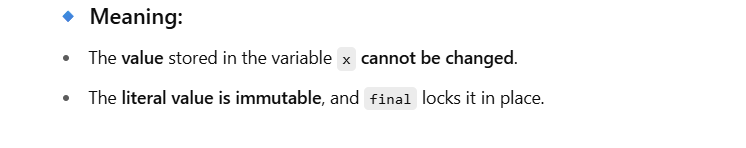 Meaning:
The value stored in the variable x cannot be changed.
The literal value is immutable, and final locks it in place.